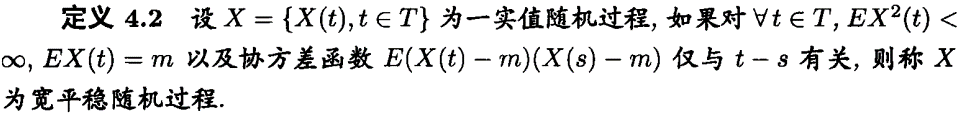 定义 4.2 设 X = {X(t), t ∈ T} 为一实值随机过程, 如果对 ∀ t ∈ T, EX²(t) <
∞, EX(t) = m 以及协方差函数 E(X(t) − m)(X(s) − m) 仅与 t − s 有关, 则称 X
为宽平稳随机过程.